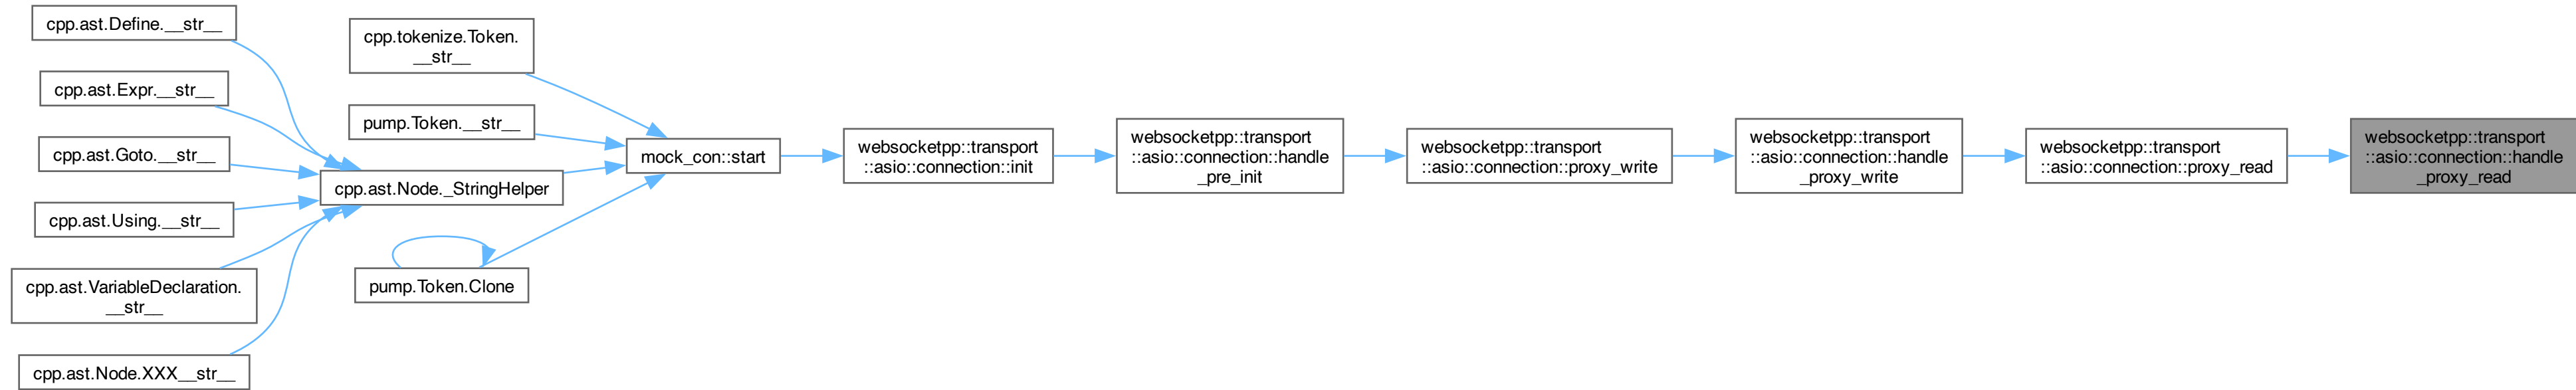 cpp.ast.Define.__str__
cpp.ast.Expr.__str__
cpp.ast.Goto.__str__
cpp.ast.Using.__str__
cpp.ast.VariableDeclaration.
__str__
cpp.ast.Node.XXX__str__
cpp.tokenize.Token.
__str__
pump.Token.__str__
cpp.ast.Node._StringHelper
pump.Token.Clone
mock_con::start
websocketpp::transport
::asio::connection::init
websocketpp::transport
::asio::connection::handle
_pre_init
websocketpp::transport
::asio::connection::proxy_write
websocketpp::transport
::asio::connection::handle
_proxy_write
websocketpp::transport
::asio::connection::proxy_read
websocketpp::transport
::asio::connection::handle
_proxy_read